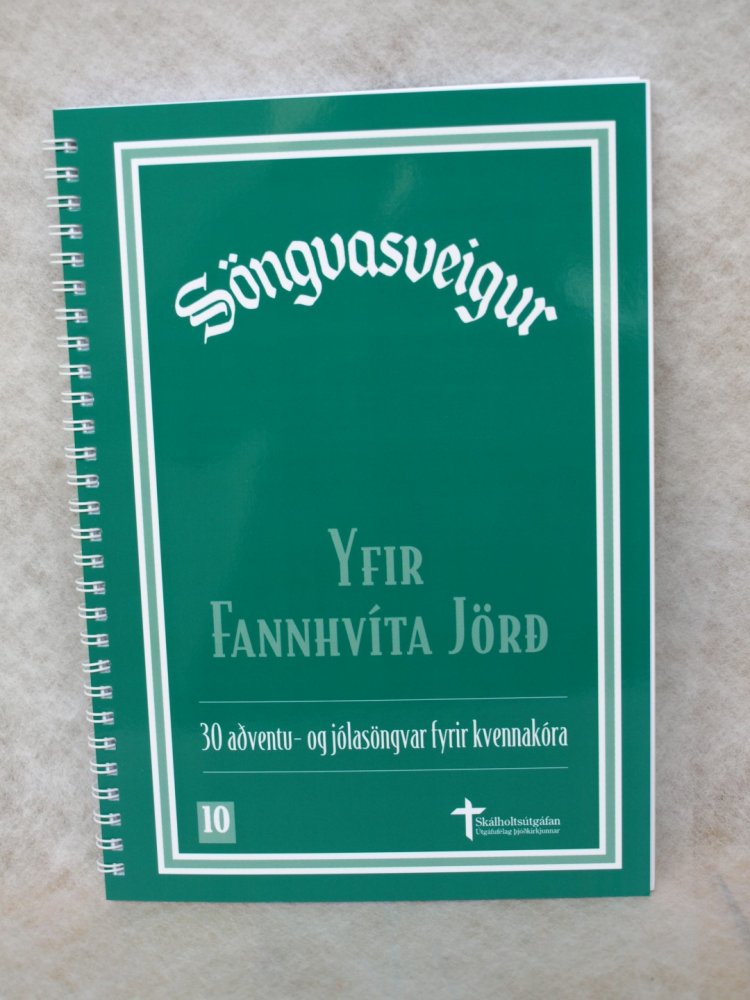 Söngvasveigur
Yfir
Fannhvíta Jörð
30 aðventu- og jólasöngvar fyrir kvennakóra
10
Skálholtsútgáfan
Útgáfufélag þjóðkirkjunnar